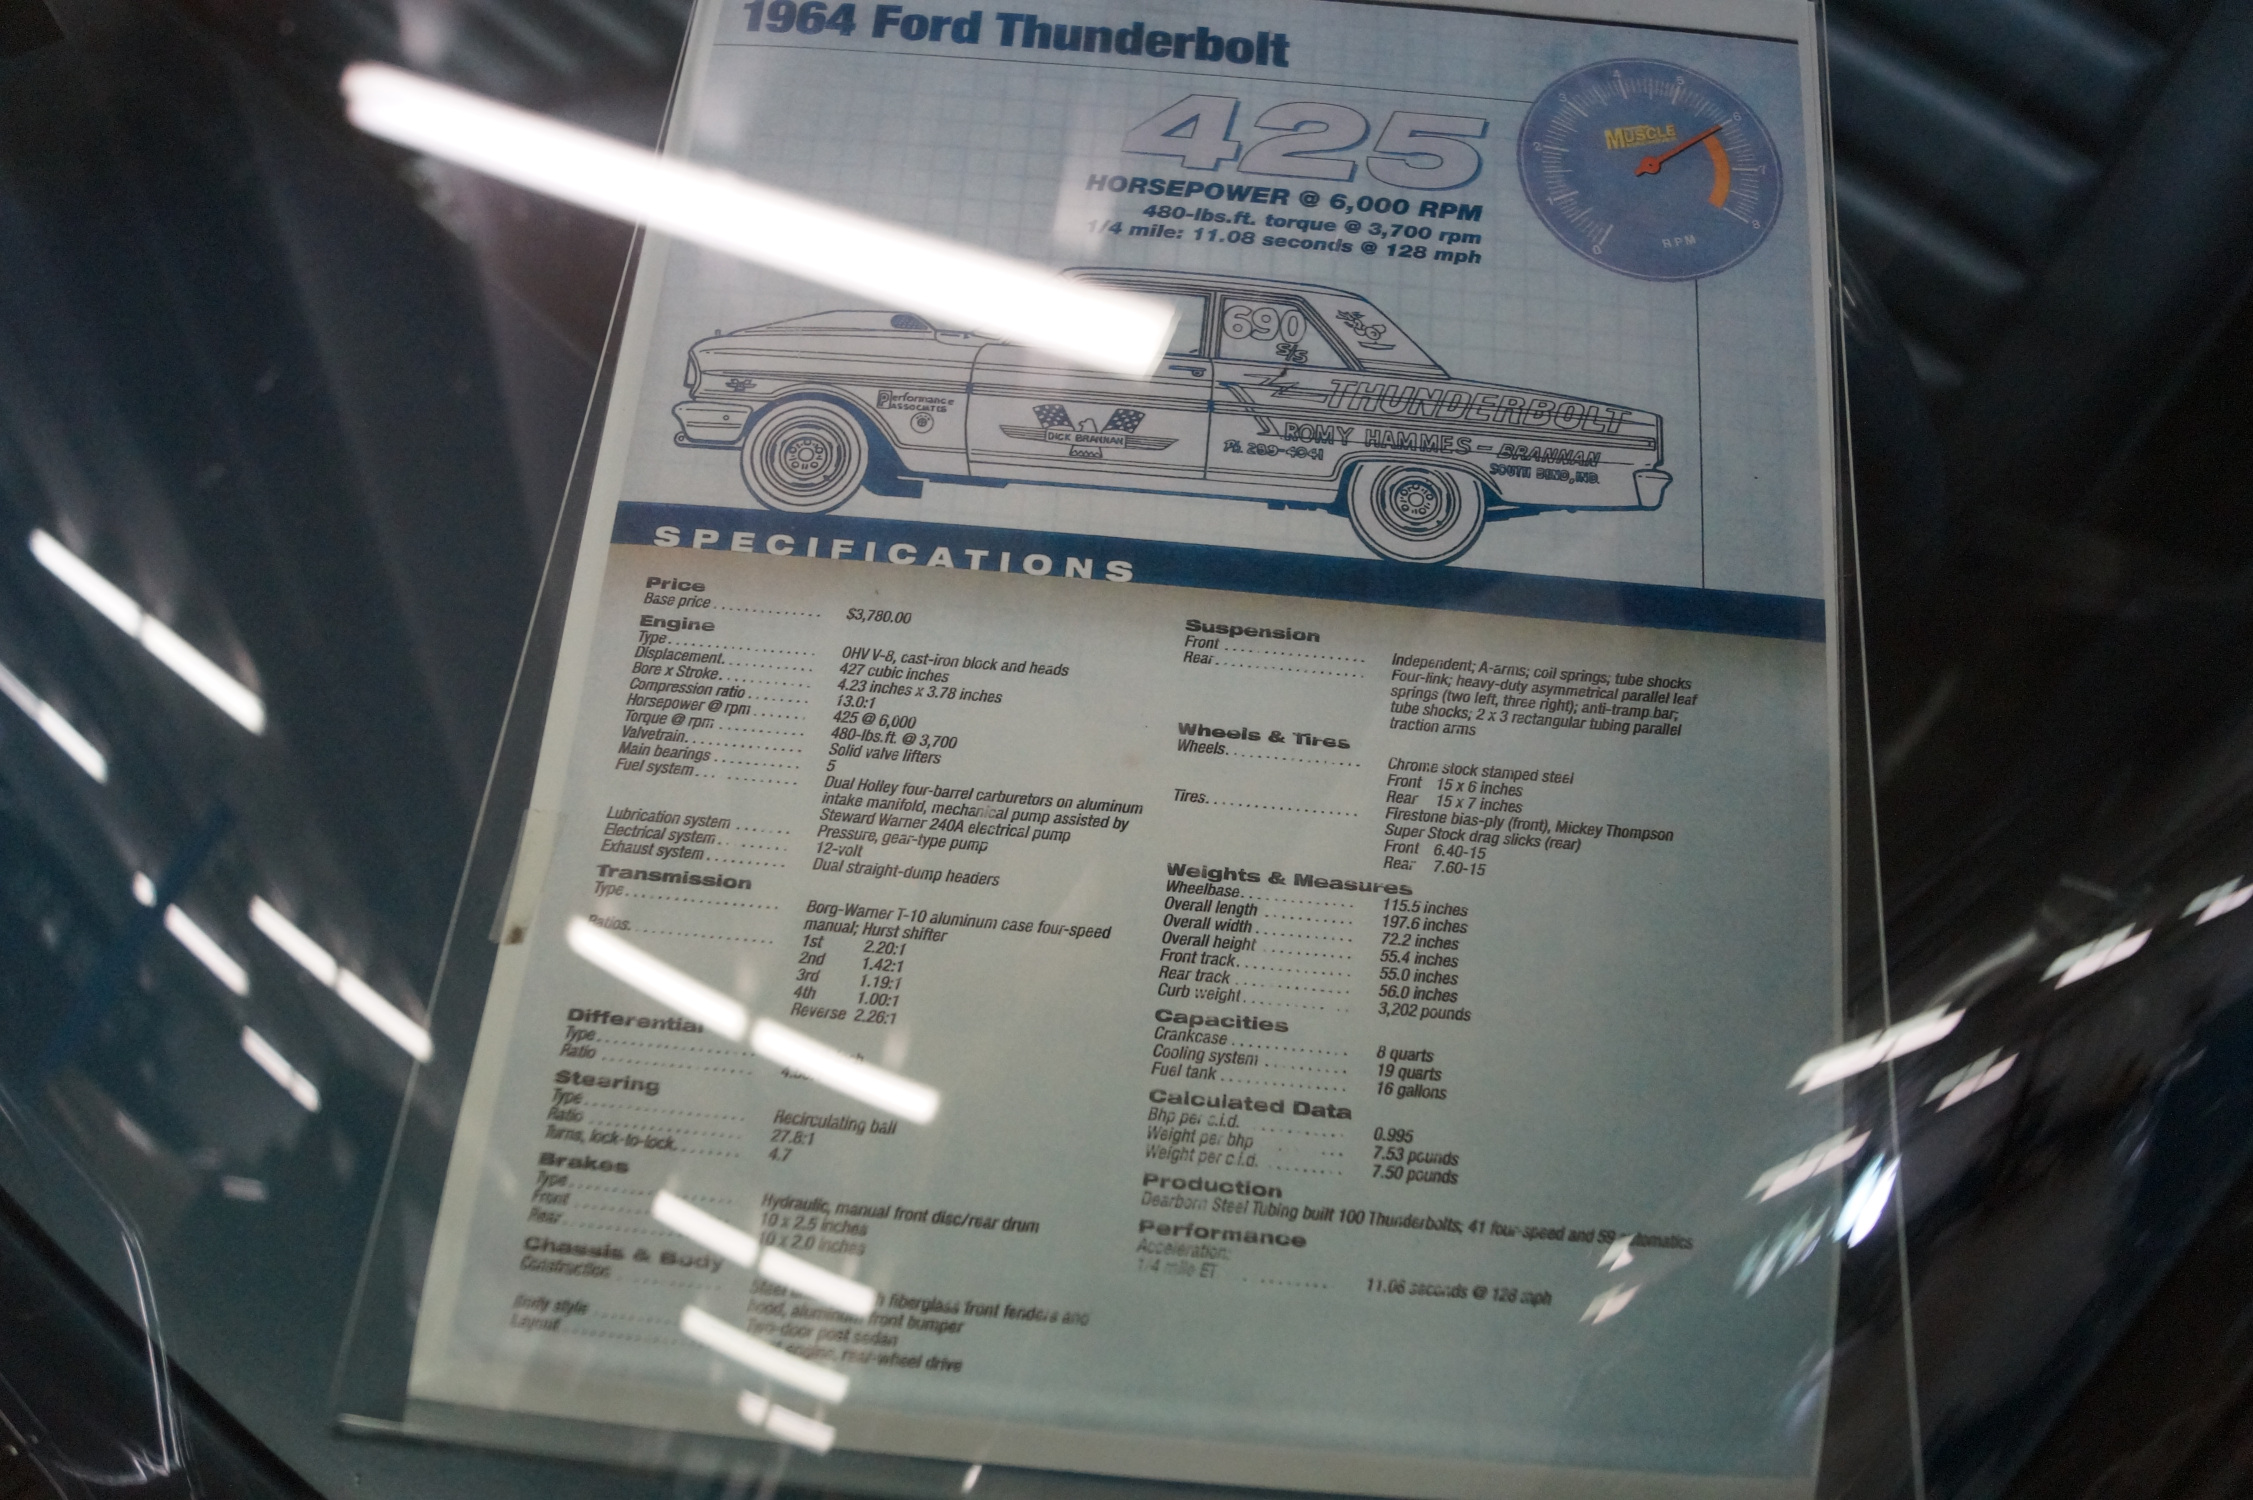 1964 Ford Thunderbolt
425
HORSEPOWER @ 6,000 RPM
480-lbs.ft. torque @ 3,700 rpm
1/4 mile: 11.08 seconds @ 128 mph
MUSCLE
2 3 4 5 6 7 8
RPM
690
S/S
Performance
ASSOCIATES
DICK BRANNAN
THUNDERBOLT
ROMY HAMMES – BRANNAN
Ph. 289-4041
SOUTH BEND, IND.
SPECIFICATIONS
Price
Base price ............. $3,780.00
Engine
Type .................. OHV V-8, cast-iron block and heads
Displacement ............ 427 cubic inches
Bore x Stroke ............ 4.23 inches x 3.78 inches
Compression ratio ........ 13.0:1
Horsepower @ rpm ........ 425 @ 6,000
Torque @ rpm ............ 480-lbs.ft. @ 3,700
Valvetrain ............... Solid valve lifters
Main bearings ............ 5
Fuel system ............. Dual Holley four-barrel carburetors on aluminum
intake manifold, mechanical pump assisted by
Steward Warner 240A electrical pump
Lubrication system ........ Pressure, gear-type pump
Electrical system .......... 12-volt
Exhaust system .......... Dual straight-dump headers
Transmission
Type .................. Borg-Warner T-10 aluminum case four-speed
manual; Hurst shifter
Ratios ................. 1st 2.20:1
2nd 1.42:1
3rd 1.19:1
4th 1.00:1
Reverse 2.26:1
Differential
Type
Ratio
Steering
Type .................. Recirculating ball
Ratio .................. 27.8:1
Turns, lock-to-lock ........ 4.7
Brakes
Type .................. Hydraulic, manual front disc/rear drum
Front .................. 10 x 2.5 inches
Rear .................. 10 x 2.0 inches
Chassis & Body
Construction ............ Steel fiberglass front fenders and
hood, aluminum front bumper
Body style .............. Two-door post sedan
Layout ................. engine, rear-wheel drive
Suspension
Front .................. Independent; A-arms; coil springs; tube shocks
Rear .................. Four-link; heavy-duty asymmetrical parallel leaf
springs (two left, three right); anti-tramp bar;
tube shocks; 2 x 3 rectangular tubing parallel
traction arms
Wheels & Tires
Wheels ................. Chrome stock stamped steel
Front 15 x 6 inches
Rear 15 x 7 inches
Tires .................. Firestone bias-ply (front), Mickey Thompson
Super Stock drag slicks (rear)
Front 6.40-15
Rear 7.60-15
Weights & Measures
Wheelbase .............. 115.5 inches
Overall length ............ 197.6 inches
Overall width ............ 72.2 inches
Overall height ........... 55.4 inches
Front track .............. 55.0 inches
Rear track .............. 56.0 inches
Curb weight ............. 3,202 pounds
Capacities
Crankcase .............. 8 quarts
Cooling system .......... 19 quarts
Fuel tank ............... 16 gallons
Calculated Data
Bhp per c.i.d. ............ 0.995
Weight per bhp .......... 7.53 pounds
Weight per c.i.d. .......... 7.50 pounds
Production
Dearborn Steel Tubing built 100 Thunderbolts; 41 four-speed and 59 automatics
Performance
Acceleration:
1/4 mile ET ............. 11.08 seconds @ 128 mph